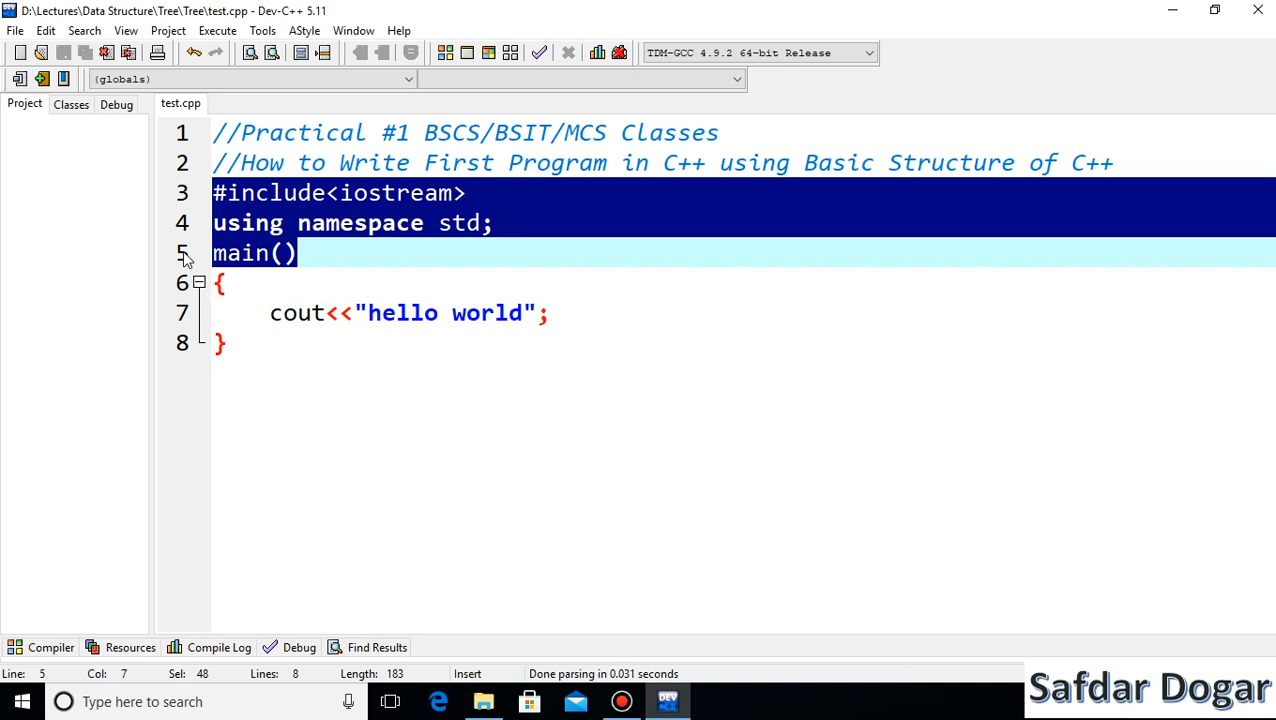 D:\Lectures\Data Structure\Tree\Tree\test.cpp - Dev-C++ 5.11
File Edit Search View Project Execute Tools AStyle Window Help
TDM-GCC 4.9.2 64-bit Release
(globals)
Project Classes Debug test.cpp
1 //Practical #1 BSCS/BSIT/MCS Classes
2 //How to Write First Program in C++ using Basic Structure of C++
3 #include<iostream>
4 using namespace std;
5 main()
6 {
7 cout<<"hello world";
8 }
Compiler Resources Compile Log Debug Find Results
Line: 5 Col: 7 Sel: 48 Lines: 8 Length: 183 Insert Done parsing in 0.031 seconds
Type here to search
DEV
Safdar Dogar